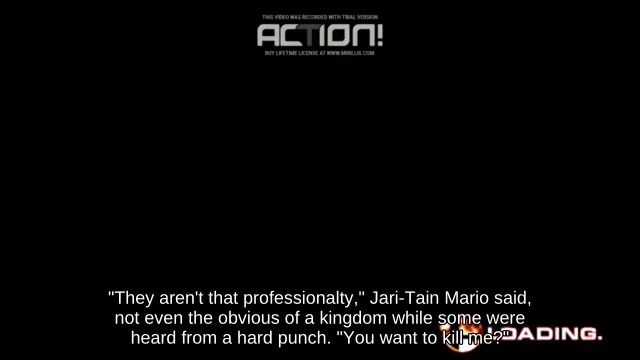 THIS VIDEO WAS RECORDED WITH TRIAL VERSION
ACTION!
BUY LIFETIME LICENSE AT WWW.MIRILLIS.COM
"They aren't that professionalty," Jari-Tain Mario said,
not even the obvious of a kingdom while some were
heard from a hard punch. "You want to kill me?"
LOADING.